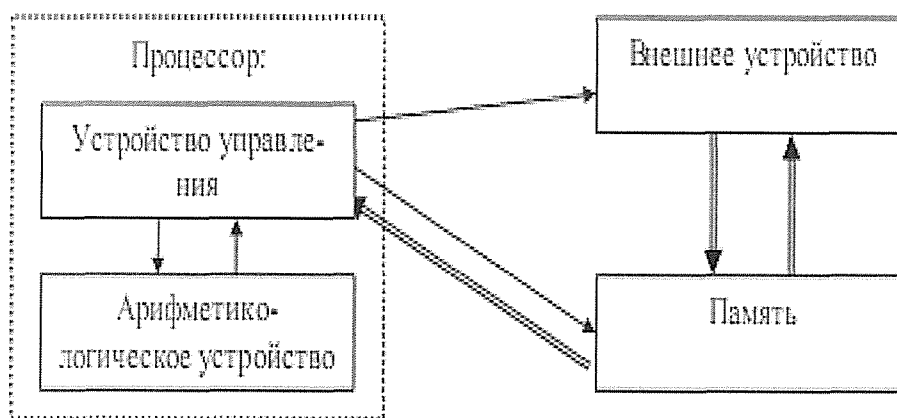 Процессор:
Устройство управле-
ния
Арифметико-
логическое устройство
Внешнее устройство
Память